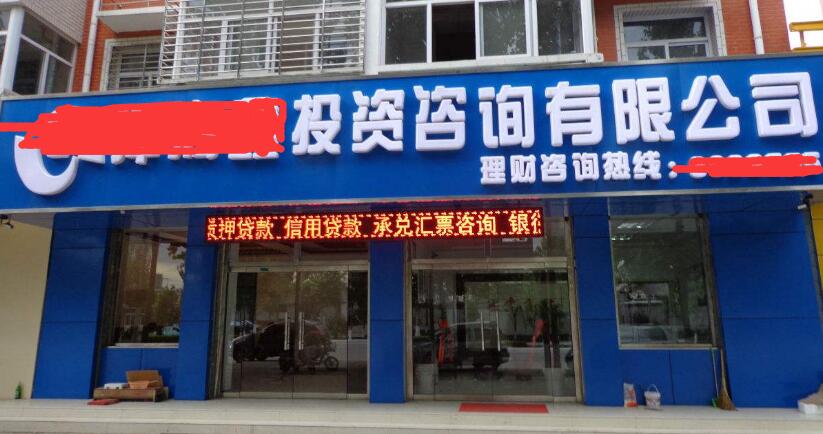 投资咨询有限公司
理财咨询热线:
押贷款 信用贷款 承兑汇票咨询 银行